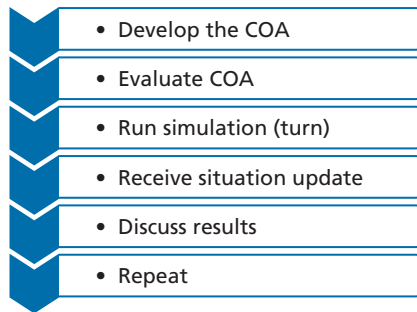 • Develop the COA
• Evaluate COA
• Run simulation (turn)
• Receive situation update
• Discuss results
• Repeat